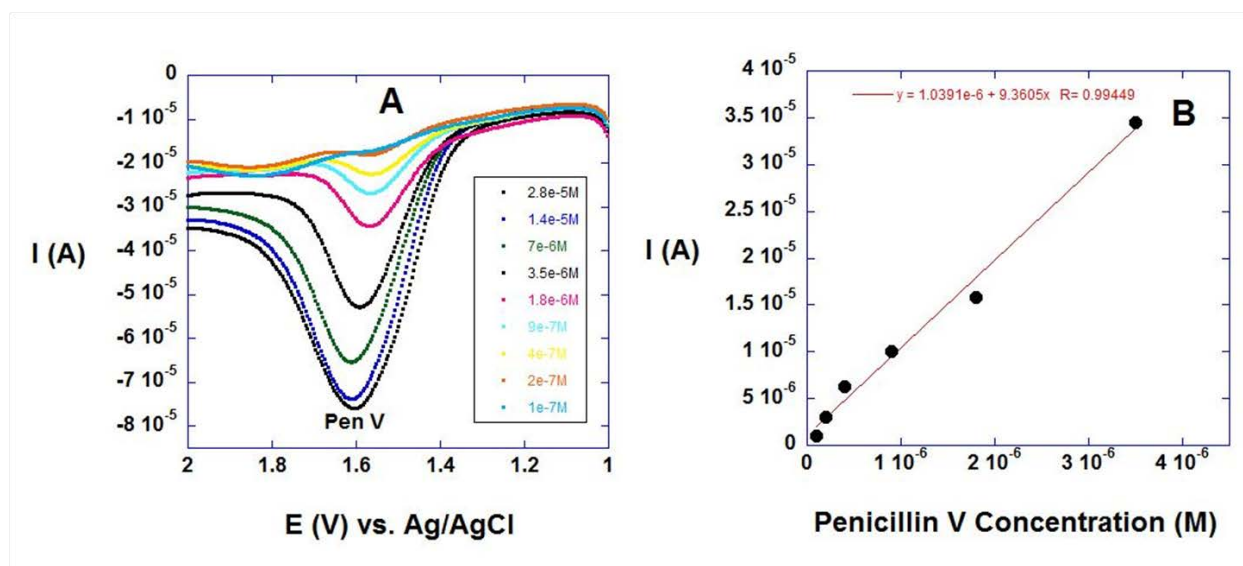 A
0
-1 10-5
-2 10-5
-3 10-5
-4 10-5
-5 10-5
-6 10-5
-7 10-5
-8 10-5
I (A)
2.8e-5M
1.4e-5M
7e-6M
3.5e-6M
1.8e-6M
9e-7M
4e-7M
2e-7M
1e-7M
Pen V
2 1.8 1.6 1.4 1.2 1
E (V) vs. Ag/AgCl
B
y = 1.0391e-6 + 9.3605x R= 0.99449
4 10-5
3.5 10-5
3 10-5
2.5 10-5
2 10-5
1.5 10-5
1 10-5
5 10-6
0
I (A)
0 1 10-6 2 10-6 3 10-6 4 10-6
Penicillin V Concentration (M)